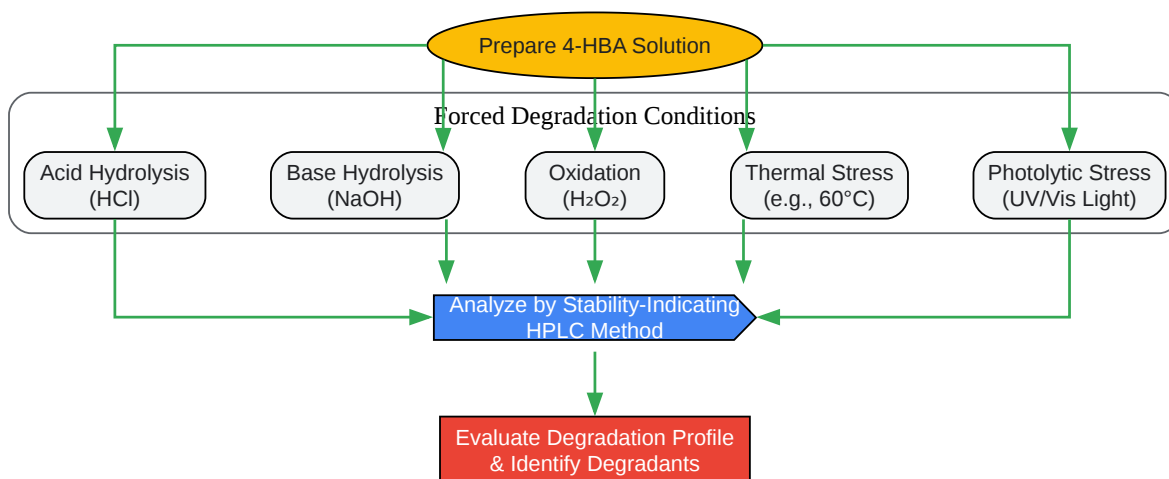 Prepare 4-HBA Solution
Forced Degradation Conditions
Acid Hydrolysis
(HCl)
Base Hydrolysis
(NaOH)
Oxidation
(H₂O₂)
Thermal Stress
(e.g., 60°C)
Photolytic Stress
(UV/Vis Light)
Analyze by Stability-Indicating
HPLC Method
Evaluate Degradation Profile
& Identify Degradants